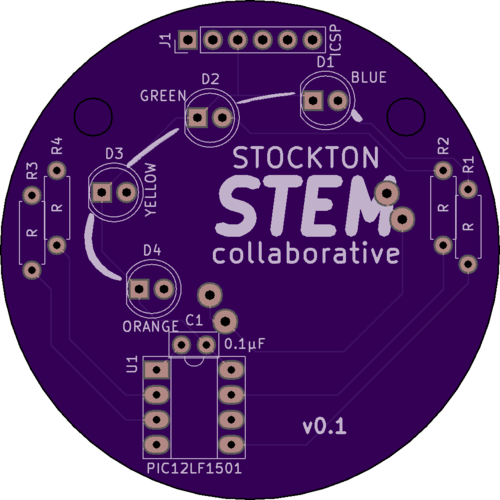 J1
ICSP
D1
BLUE
D2
GREEN
STOCKTON
STEM
collaborative
D3
YELLOW
R3
R4
R
R
R2
R1
R
R
D4
ORANGE
C1
0.1µF
U1
PIC12LF1501
v0.1